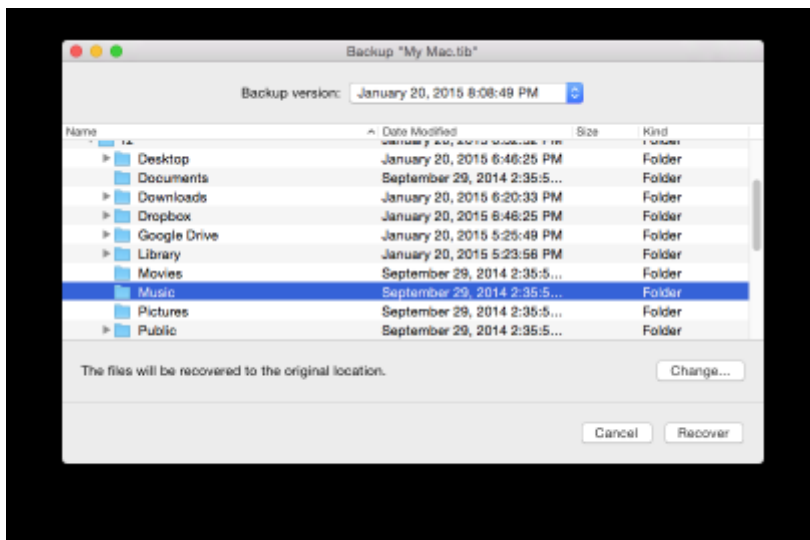 Backup "My Mac.tib"
Backup version: January 20, 2015 8:08:49 PM
Name Date Modified Size Kind
Desktop January 20, 2015 6:46:25 PM Folder
Documents September 29, 2014 2:35:5... Folder
Downloads January 20, 2015 6:20:33 PM Folder
Dropbox January 20, 2015 6:46:25 PM Folder
Google Drive January 20, 2015 5:25:49 PM Folder
Library January 20, 2015 5:23:56 PM Folder
Movies September 29, 2014 2:35:5... Folder
Music September 29, 2014 2:35:5... Folder
Pictures September 29, 2014 2:35:5... Folder
Public September 29, 2014 2:35:5... Folder
The files will be recovered to the original location. Change...
Cancel Recover